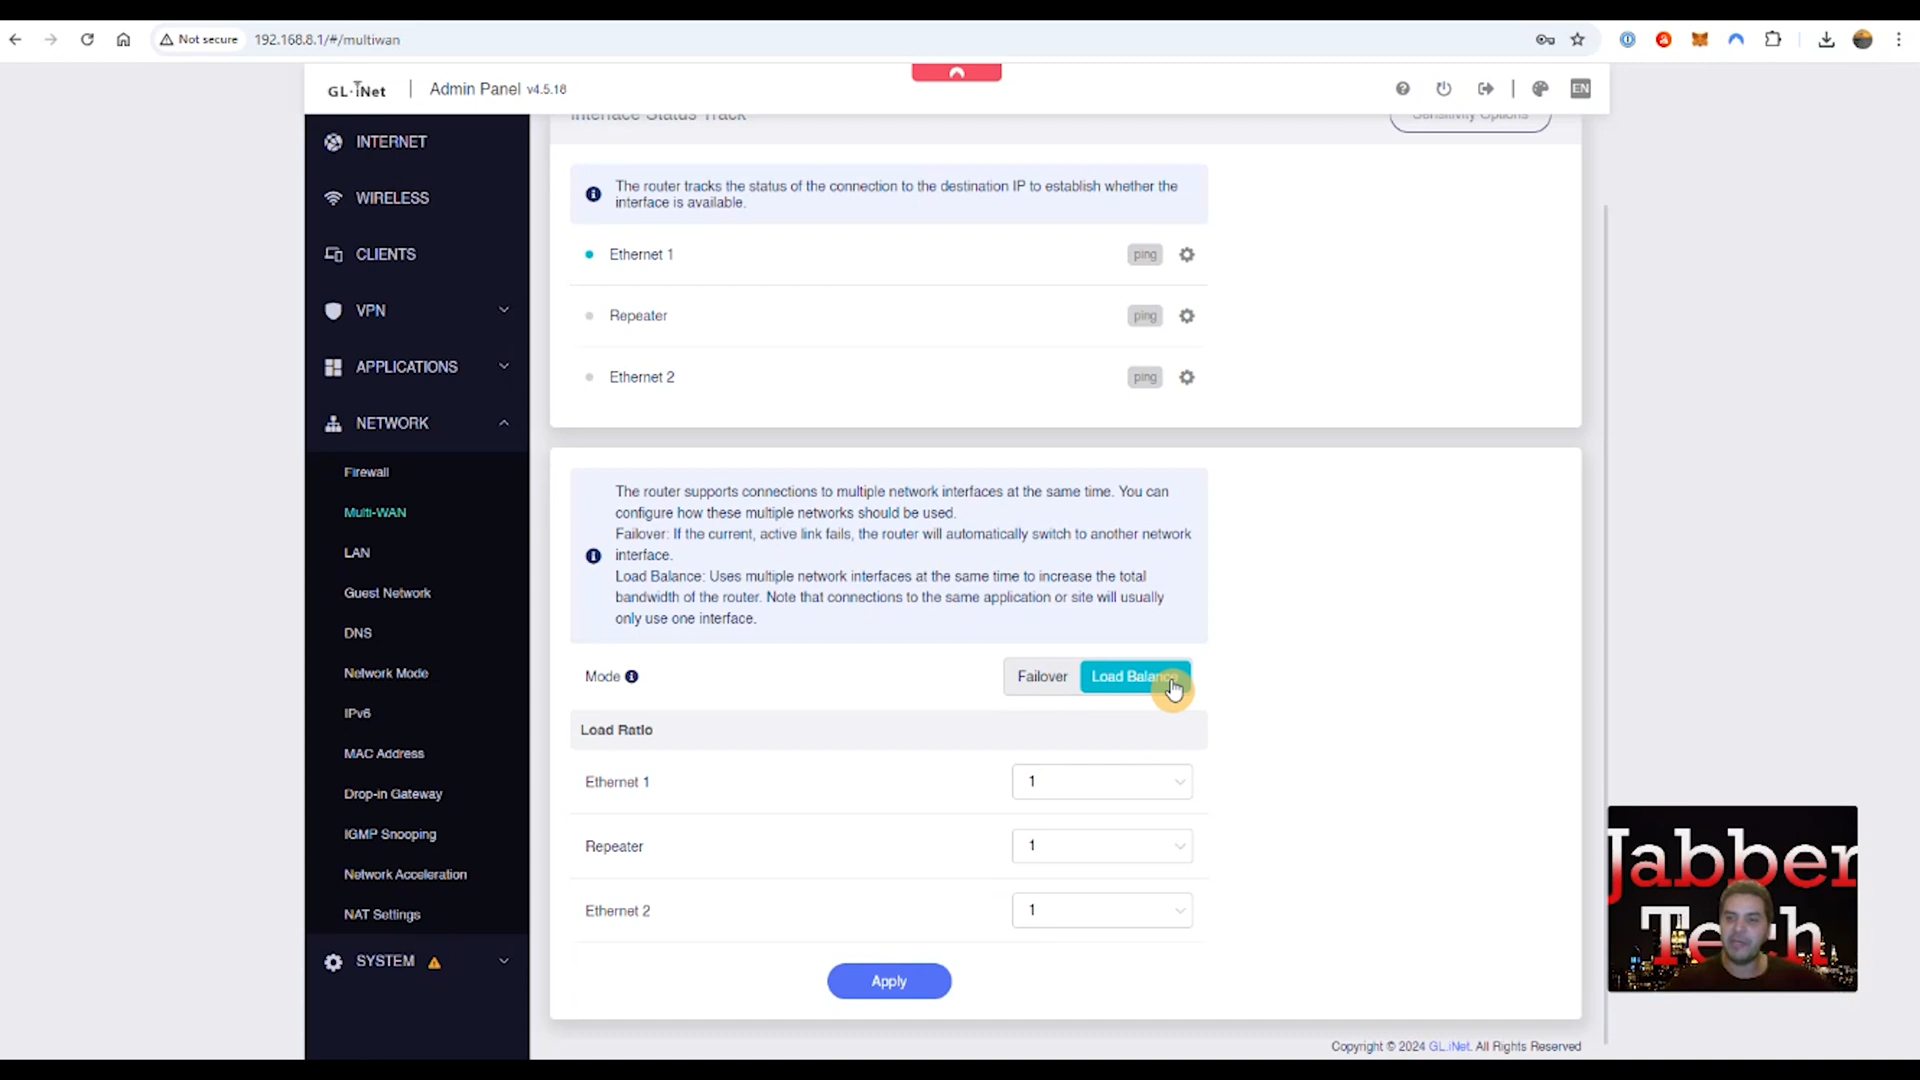 Not secure
192.168.8.1/#/multiwan
GL·iNet
Admin Panel v4.5.18
EN
Interface Status Track
Sensitivity Options
INTERNET
WIRELESS
CLIENTS
VPN
APPLICATIONS
NETWORK
Firewall
Multi-WAN
LAN
Guest Network
DNS
Network Mode
IPv6
MAC Address
Drop-in Gateway
IGMP Snooping
Network Acceleration
NAT Settings
SYSTEM
The router tracks the status of the connection to the destination IP to establish whether the
interface is available.
Ethernet 1
ping
Repeater
ping
Ethernet 2
ping
The router supports connections to multiple network interfaces at the same time. You can
configure how these multiple networks should be used.
Failover: If the current, active link fails, the router will automatically switch to another network
interface.
Load Balance: Uses multiple network interfaces at the same time to increase the total
bandwidth of the router. Note that connections to the same application or site will usually
only use one interface.
Mode
Failover
Load Balance
Load Ratio
Ethernet 1
1
Repeater
1
Ethernet 2
1
Apply
Copyright © 2024 GL.iNet. All Rights Reserved
Jabber
Tech